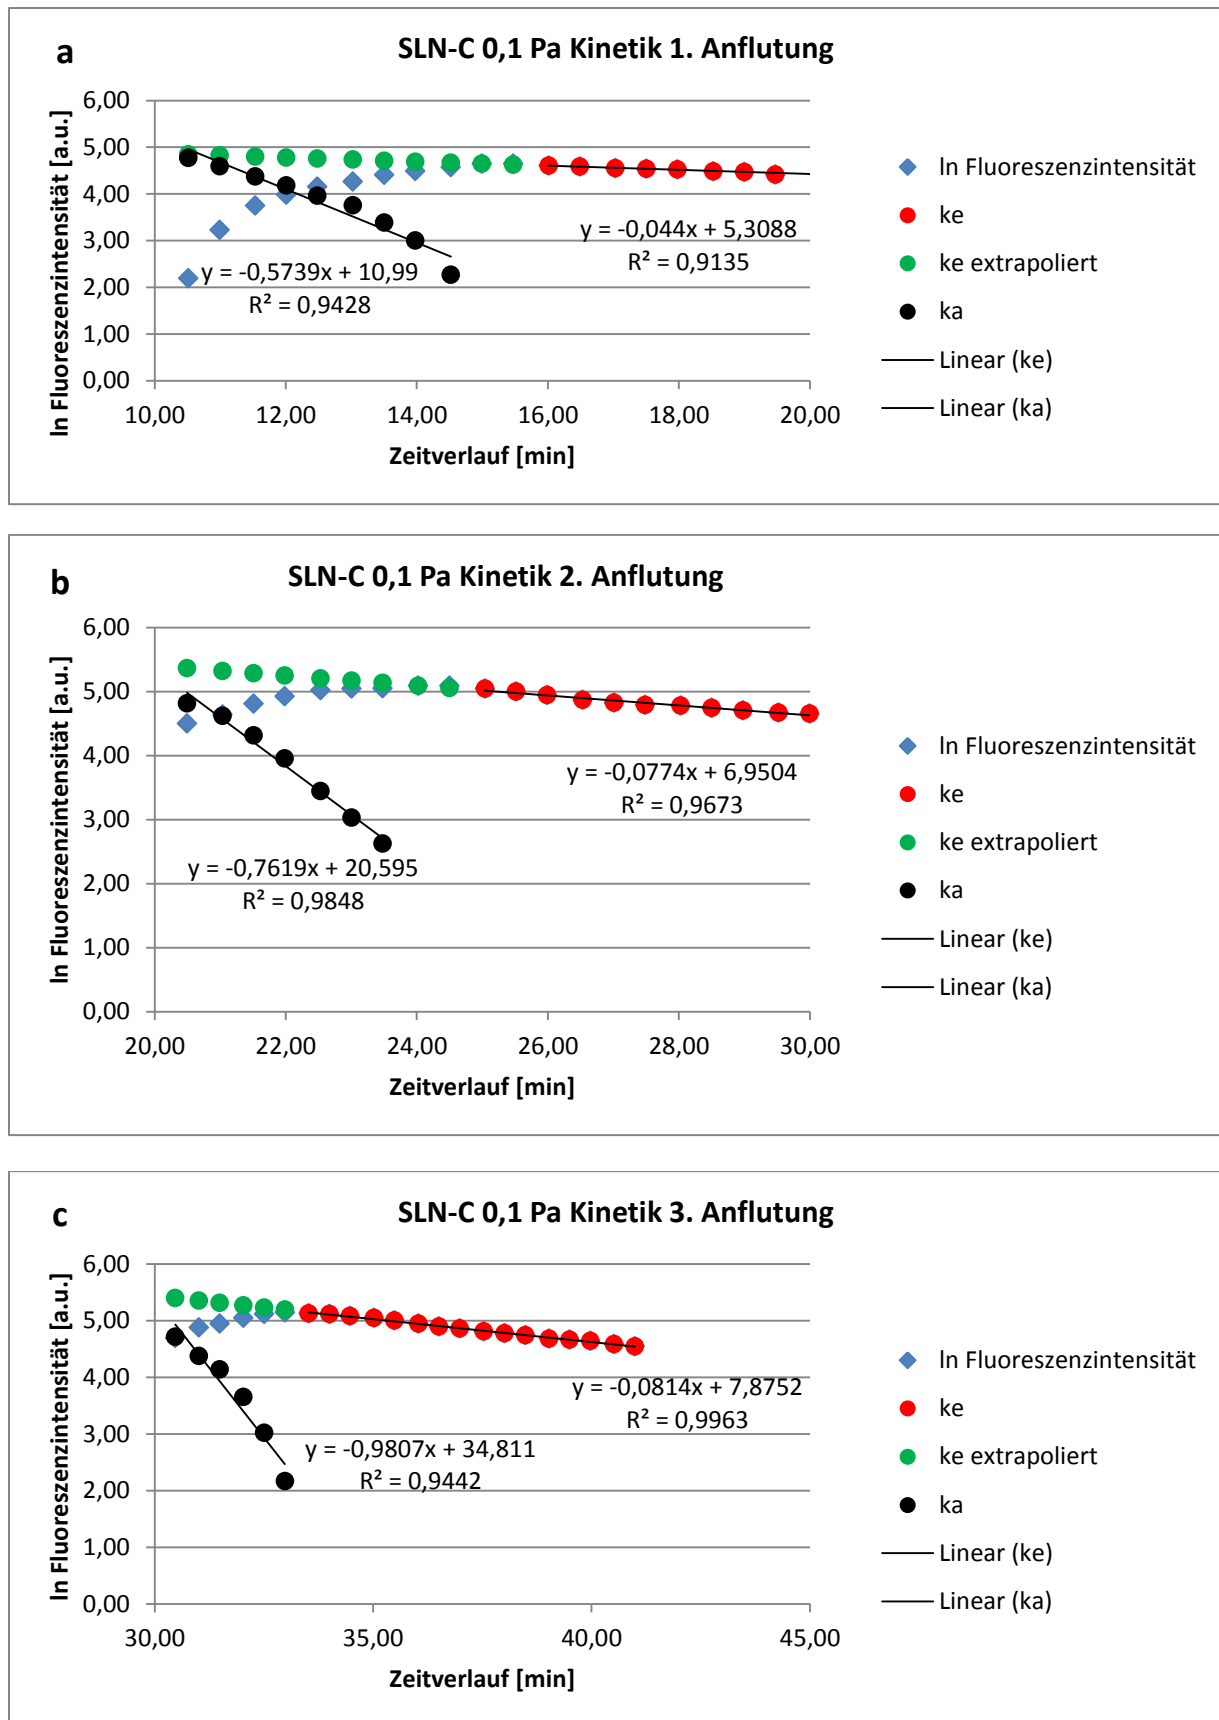 a
SLN-C 0,1 Pa Kinetik 1. Anflutung
ln Fluoreszenzintensität [a.u.]
6,00
5,00
4,00
3,00
2,00
1,00
0,00
y = -0,044x + 5,3088
R² = 0,9135
y = -0,5739x + 10,99
R² = 0,9428
10,00 12,00 14,00 16,00 18,00 20,00
Zeitverlauf [min]
ln Fluoreszenzintensität
ke
ke extrapoliert
ka
Linear (ke)
Linear (ka)
b
SLN-C 0,1 Pa Kinetik 2. Anflutung
ln Fluoreszenzintensität [a.u.]
6,00
5,00
4,00
3,00
2,00
1,00
0,00
y = -0,0774x + 6,9504
R² = 0,9673
y = -0,7619x + 20,595
R² = 0,9848
20,00 22,00 24,00 26,00 28,00 30,00
Zeitverlauf [min]
ln Fluoreszenzintensität
ke
ke extrapoliert
ka
Linear (ke)
Linear (ka)
c
SLN-C 0,1 Pa Kinetik 3. Anflutung
ln Fluoreszenzintensität [a.u.]
6,00
5,00
4,00
3,00
2,00
1,00
0,00
y = -0,0814x + 7,8752
R² = 0,9963
y = -0,9807x + 34,811
R² = 0,9442
30,00 35,00 40,00 45,00
Zeitverlauf [min]
ln Fluoreszenzintensität
ke
ke extrapoliert
ka
Linear (ke)
Linear (ka)